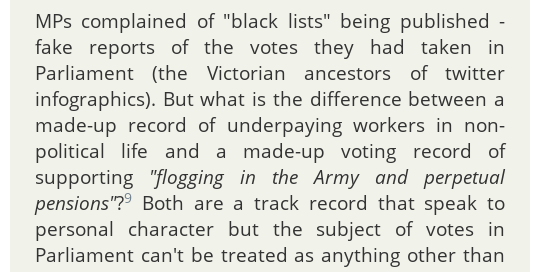 MPs complained of "black lists" being published -
fake reports of the votes they had taken in
Parliament (the Victorian ancestors of twitter
infographics). But what is the difference between a
made-up record of underpaying workers in non-
political life and a made-up voting record of
supporting "flogging in the Army and perpetual
pensions"?9 Both are a track record that speak to
personal character but the subject of votes in
Parliament can't be treated as anything other than